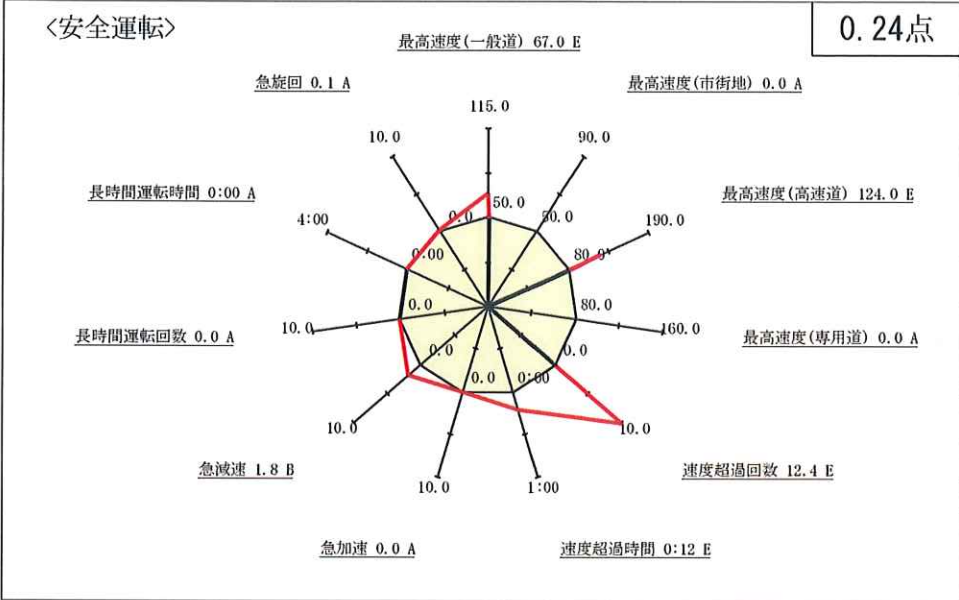 〈安全運転〉
0.24点
最高速度(一般道) 67.0 E
急旋回 0.1 A
最高速度(市街地) 0.0 A
115.0
10.0
90.0
長時間運転時間 0:00 A
最高速度(高速道) 124.0 E
4:00
190.0
50.0
0.0
50.0
0:00
80.0
0.0
80.0
10.0
160.0
長時間運転回数 0.0 A
最高速度(専用道) 0.0 A
0.0
0.0
0.0
0:00
10.0
10.0
急減速 1.8 B
速度超過回数 12.4 E
10.0
1:00
急加速 0.0 A
速度超過時間 0:12 E